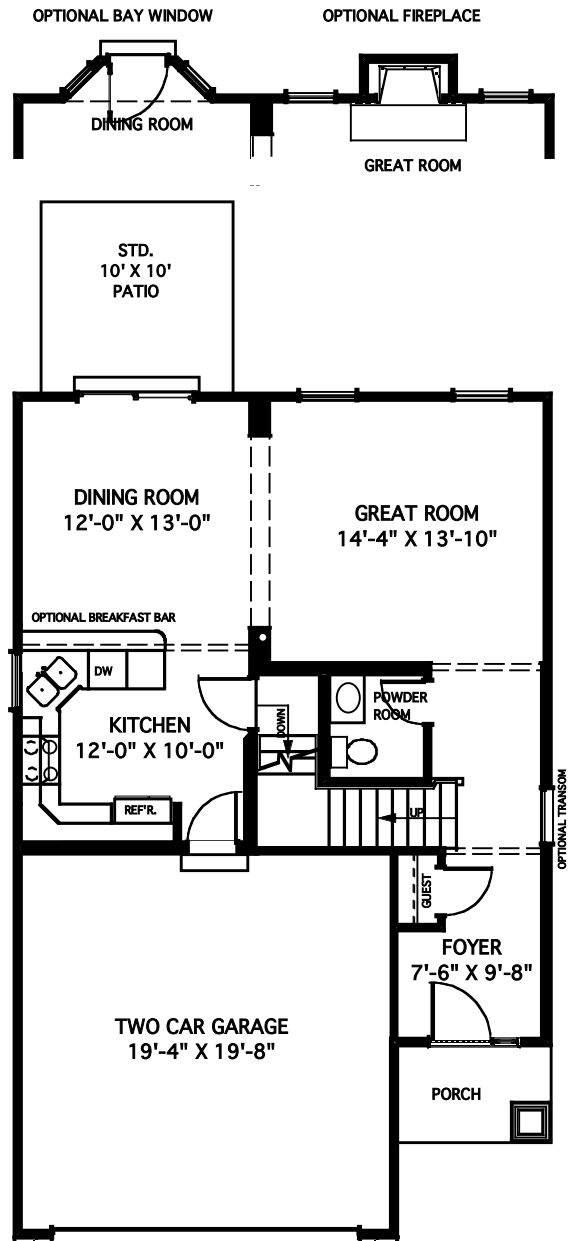 OPTIONAL BAY WINDOW
OPTIONAL FIREPLACE
DINING ROOM
GREAT ROOM
STD.
10' X 10'
PATIO
DINING ROOM
12'-0" X 13'-0"
GREAT ROOM
14'-4" X 13'-10"
OPTIONAL BREAKFAST BAR
DW
POWDER
ROOM
DOWN
KITCHEN
12'-0" X 10'-0"
REF'R.
UP
OPTIONAL TRANSOM
GUEST
FOYER
7'-6" X 9'-8"
TWO CAR GARAGE
19'-4" X 19'-8"
PORCH